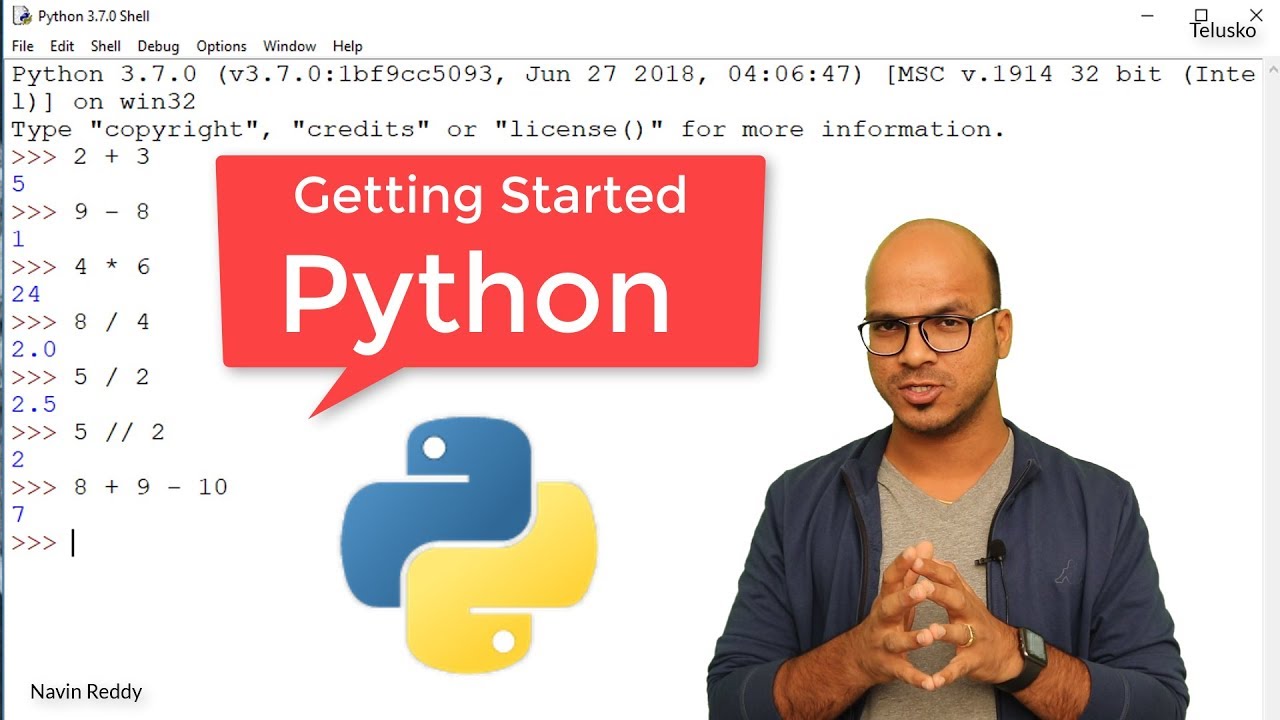 Python 3.7.0 Shell
Telusko
File Edit Shell Debug Options Window Help
Python 3.7.0 (v3.7.0:1bf9cc5093, Jun 27 2018, 04:06:47) [MSC v.1914 32 bit (Inte
l)] on win32
Type "copyright", "credits" or "license()" for more information.
>>> 2 + 3
5
>>> 9 - 8
1
>>> 4 * 6
24
>>> 8 / 4
2.0
>>> 5 / 2
2.5
>>> 5 // 2
2
>>> 8 + 9 - 10
7
>>>
Getting Started
Python
Navin Reddy